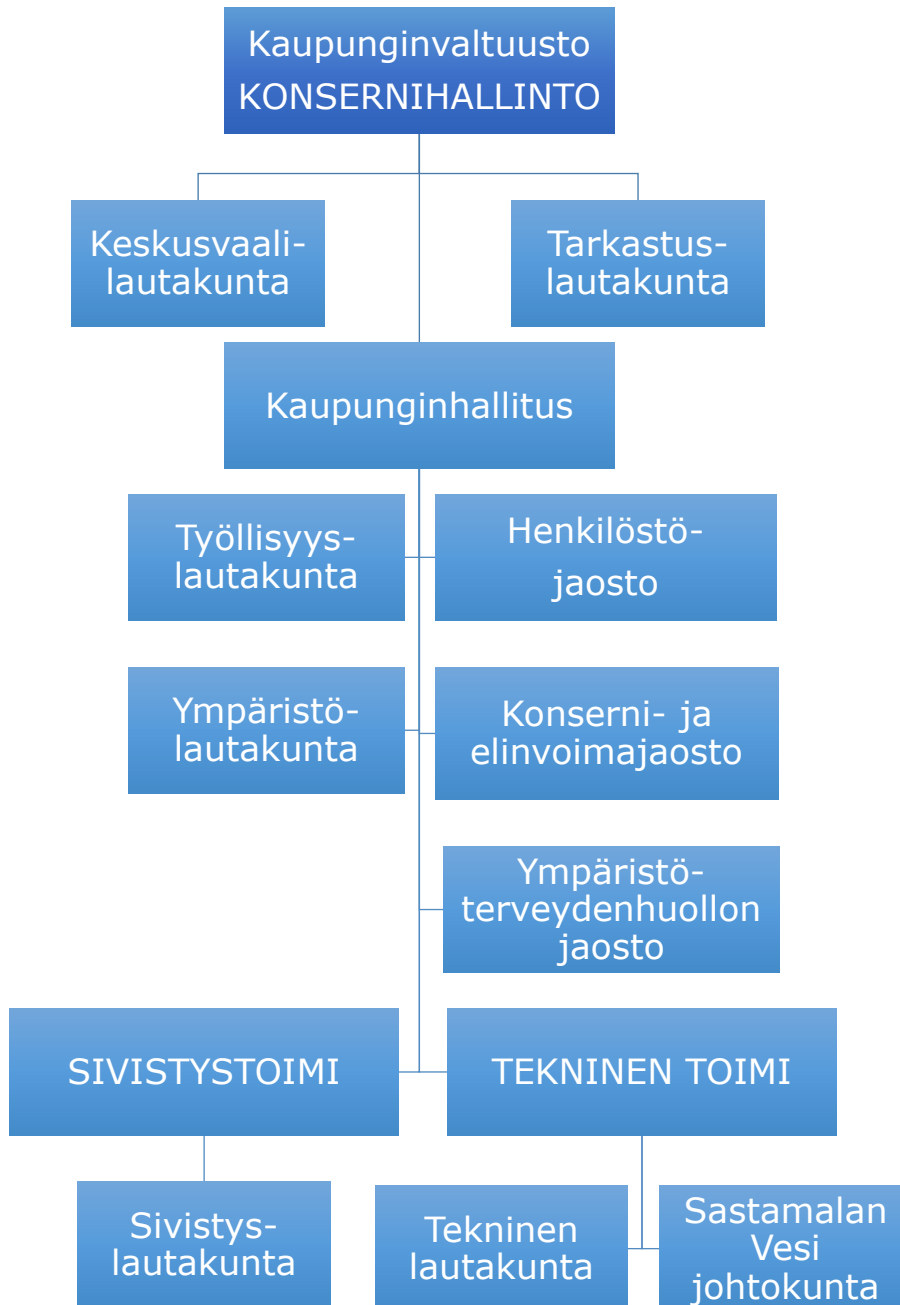 Kaupunginvaltuusto
KONSERNIHALLINTO
Keskusvaali-
lautakunta
Tarkastus-
lautakunta
Kaupunginhallitus
Työllisyys-
lautakunta
Henkilöstö-
jaosto
Ympäristö-
lautakunta
Konserni- ja
elinvoimajaosto
Ympäristö-
terveydenhuollon
jaosto
SIVISTYSTOIMI
TEKNINEN TOIMI
Sivistys-
lautakunta
Tekninen
lautakunta
Sastamalan
Vesi
johtokunta